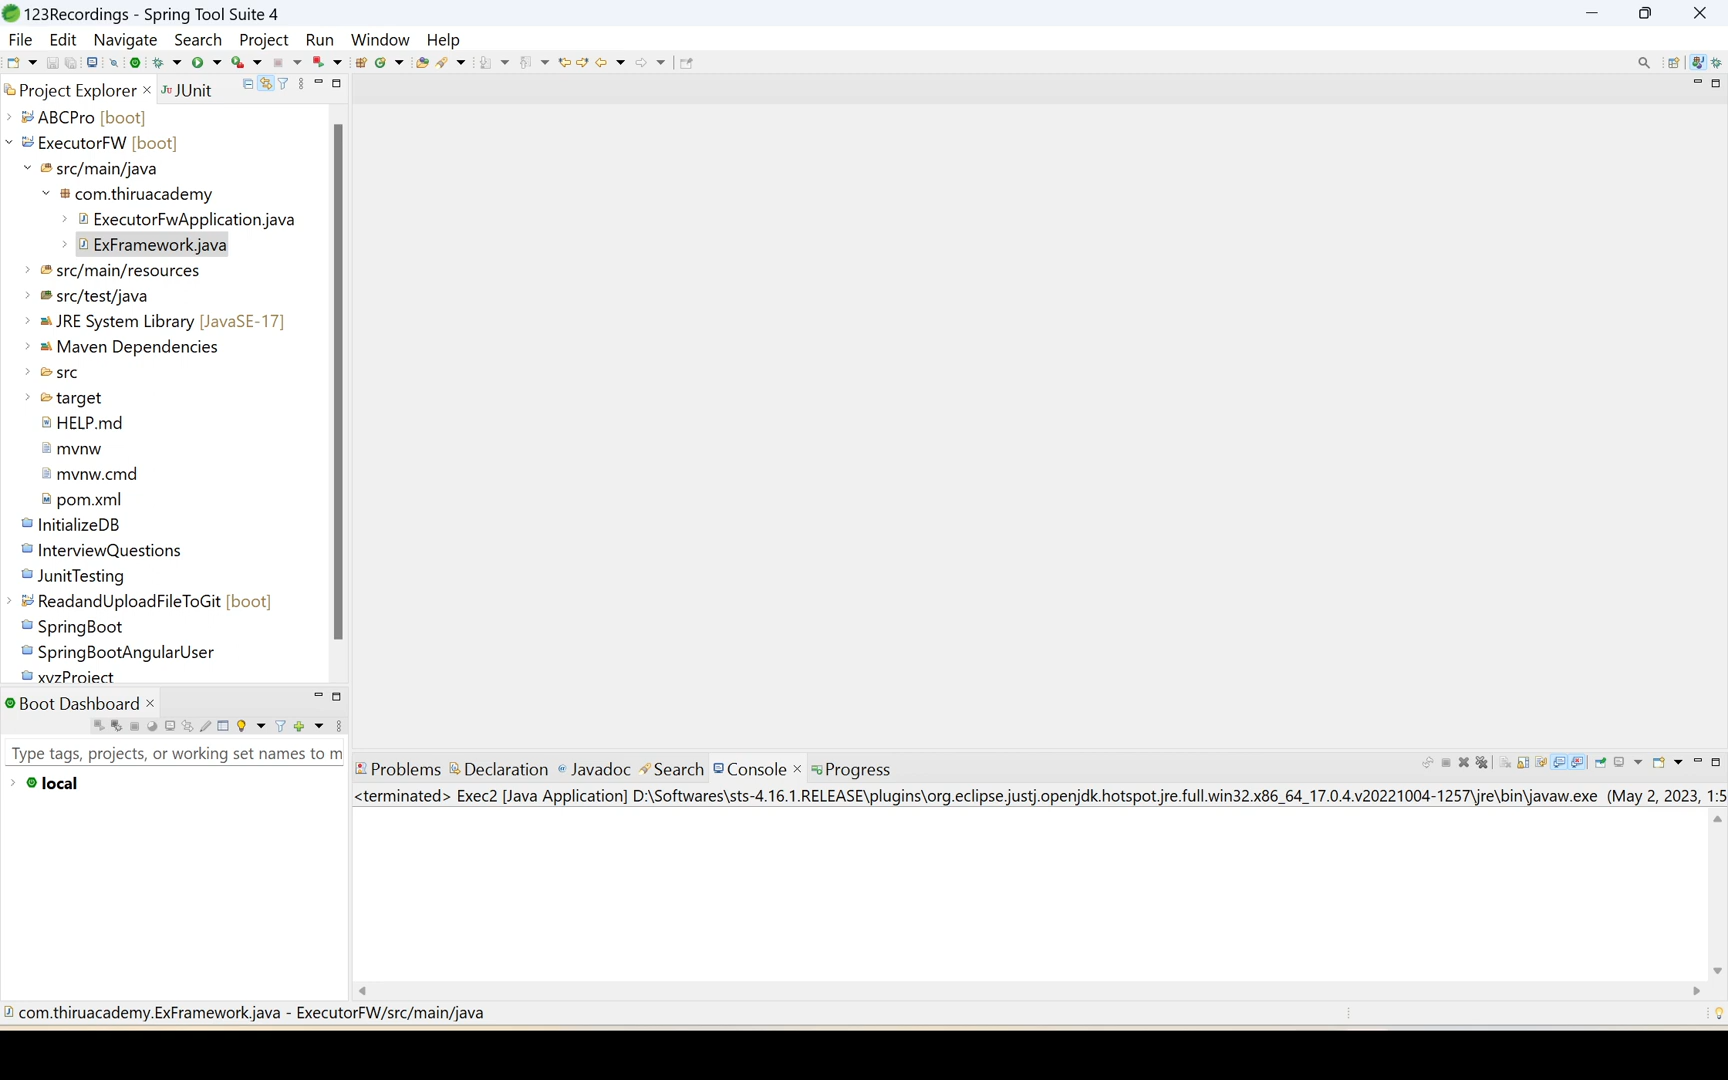 123Recordings - Spring Tool Suite 4
File Edit Navigate Search Project Run Window Help
Project Explorer JUnit
ABCPro [boot]
ExecutorFW [boot]
src/main/java
com.thiruacademy
ExecutorFwApplication.java
ExFramework.java
src/main/resources
src/test/java
JRE System Library [JavaSE-17]
Maven Dependencies
src
target
HELP.md
mvnw
mvnw.cmd
pom.xml
InitializeDB
InterviewQuestions
JunitTesting
ReadandUploadFileToGit [boot]
SpringBoot
SpringBootAngularUser
xyzProject
Boot Dashboard
Type tags, projects, or working set names to m
local
Problems Declaration Javadoc Search Console Progress
<terminated> Exec2 [Java Application] D:\Softwares\sts-4.16.1.RELEASE\plugins\org.eclipse.justj.openjdk.hotspot.jre.full.win32.x86_64_17.0.4.v20221004-1257\jre\bin\javaw.exe (May 2, 2023, 1:5
com.thiruacademy.ExFramework.java - ExecutorFW/src/main/java